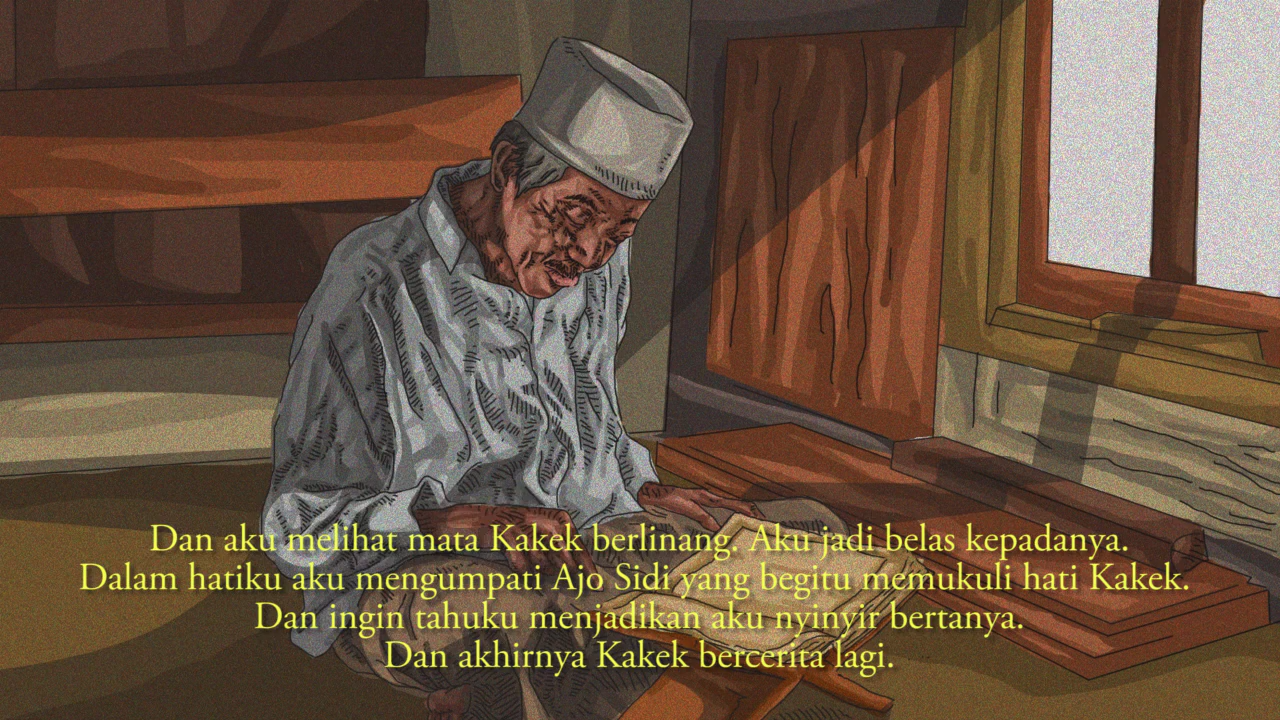 Dan aku melihat mata Kakek berlinang. Aku jadi belas kepadanya.
Dalam hatiku aku mengumpati Ajo Sidi yang begitu memukuli hati Kakek.
Dan ingin tahuku menjadikan aku nyinyir bertanya.
Dan akhirnya Kakek bercerita lagi.